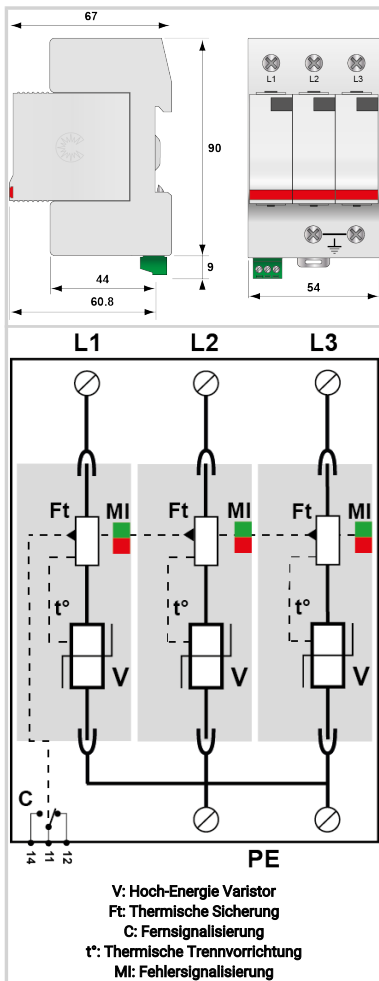 67
L1 L2 L3
90
9
44
60.8
54
L1 L2 L3
Ft MI Ft MI Ft MI
t° t° t°
V V V
C
14 11 12
PE
V: Hoch-Energie Varistor
Ft: Thermische Sicherung
C: Fernsignalisierung
t°: Thermische Trennvorrichtung
MI: Fehlersignalisierung